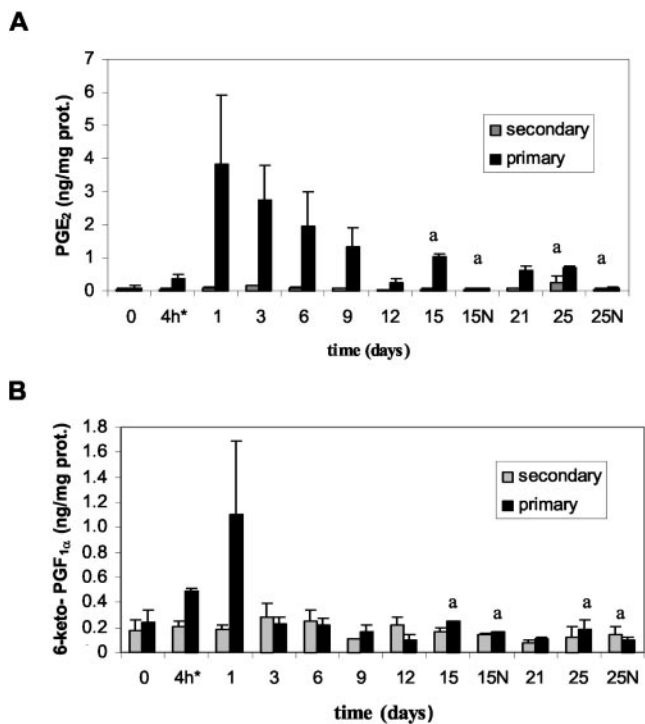 A
PGE2 (ng/mg prot.)
7
6
5
4
3
2
1
0
secondary
primary
a a a a
0 4h* 1 3 6 9 12 15 15N 21 25 25N
time (days)
B
6-keto- PGF1α (ng/mg prot.)
1.8
1.6
1.4
1.2
1.0
0.8
0.6
0.4
0.2
0
secondary
primary
a a a a
0 4h* 1 3 6 9 12 15 15N 21 25 25N
time (days)